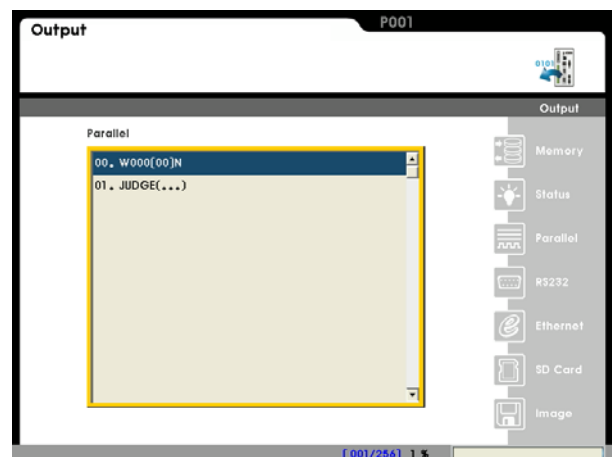 Output
P001
0101
Output
Parallel
00. W000(00)N
01. JUDGE(...)
Memory
Status
Parallel
RS232
Ethernet
SD Card
Image
[001/256] 1 %